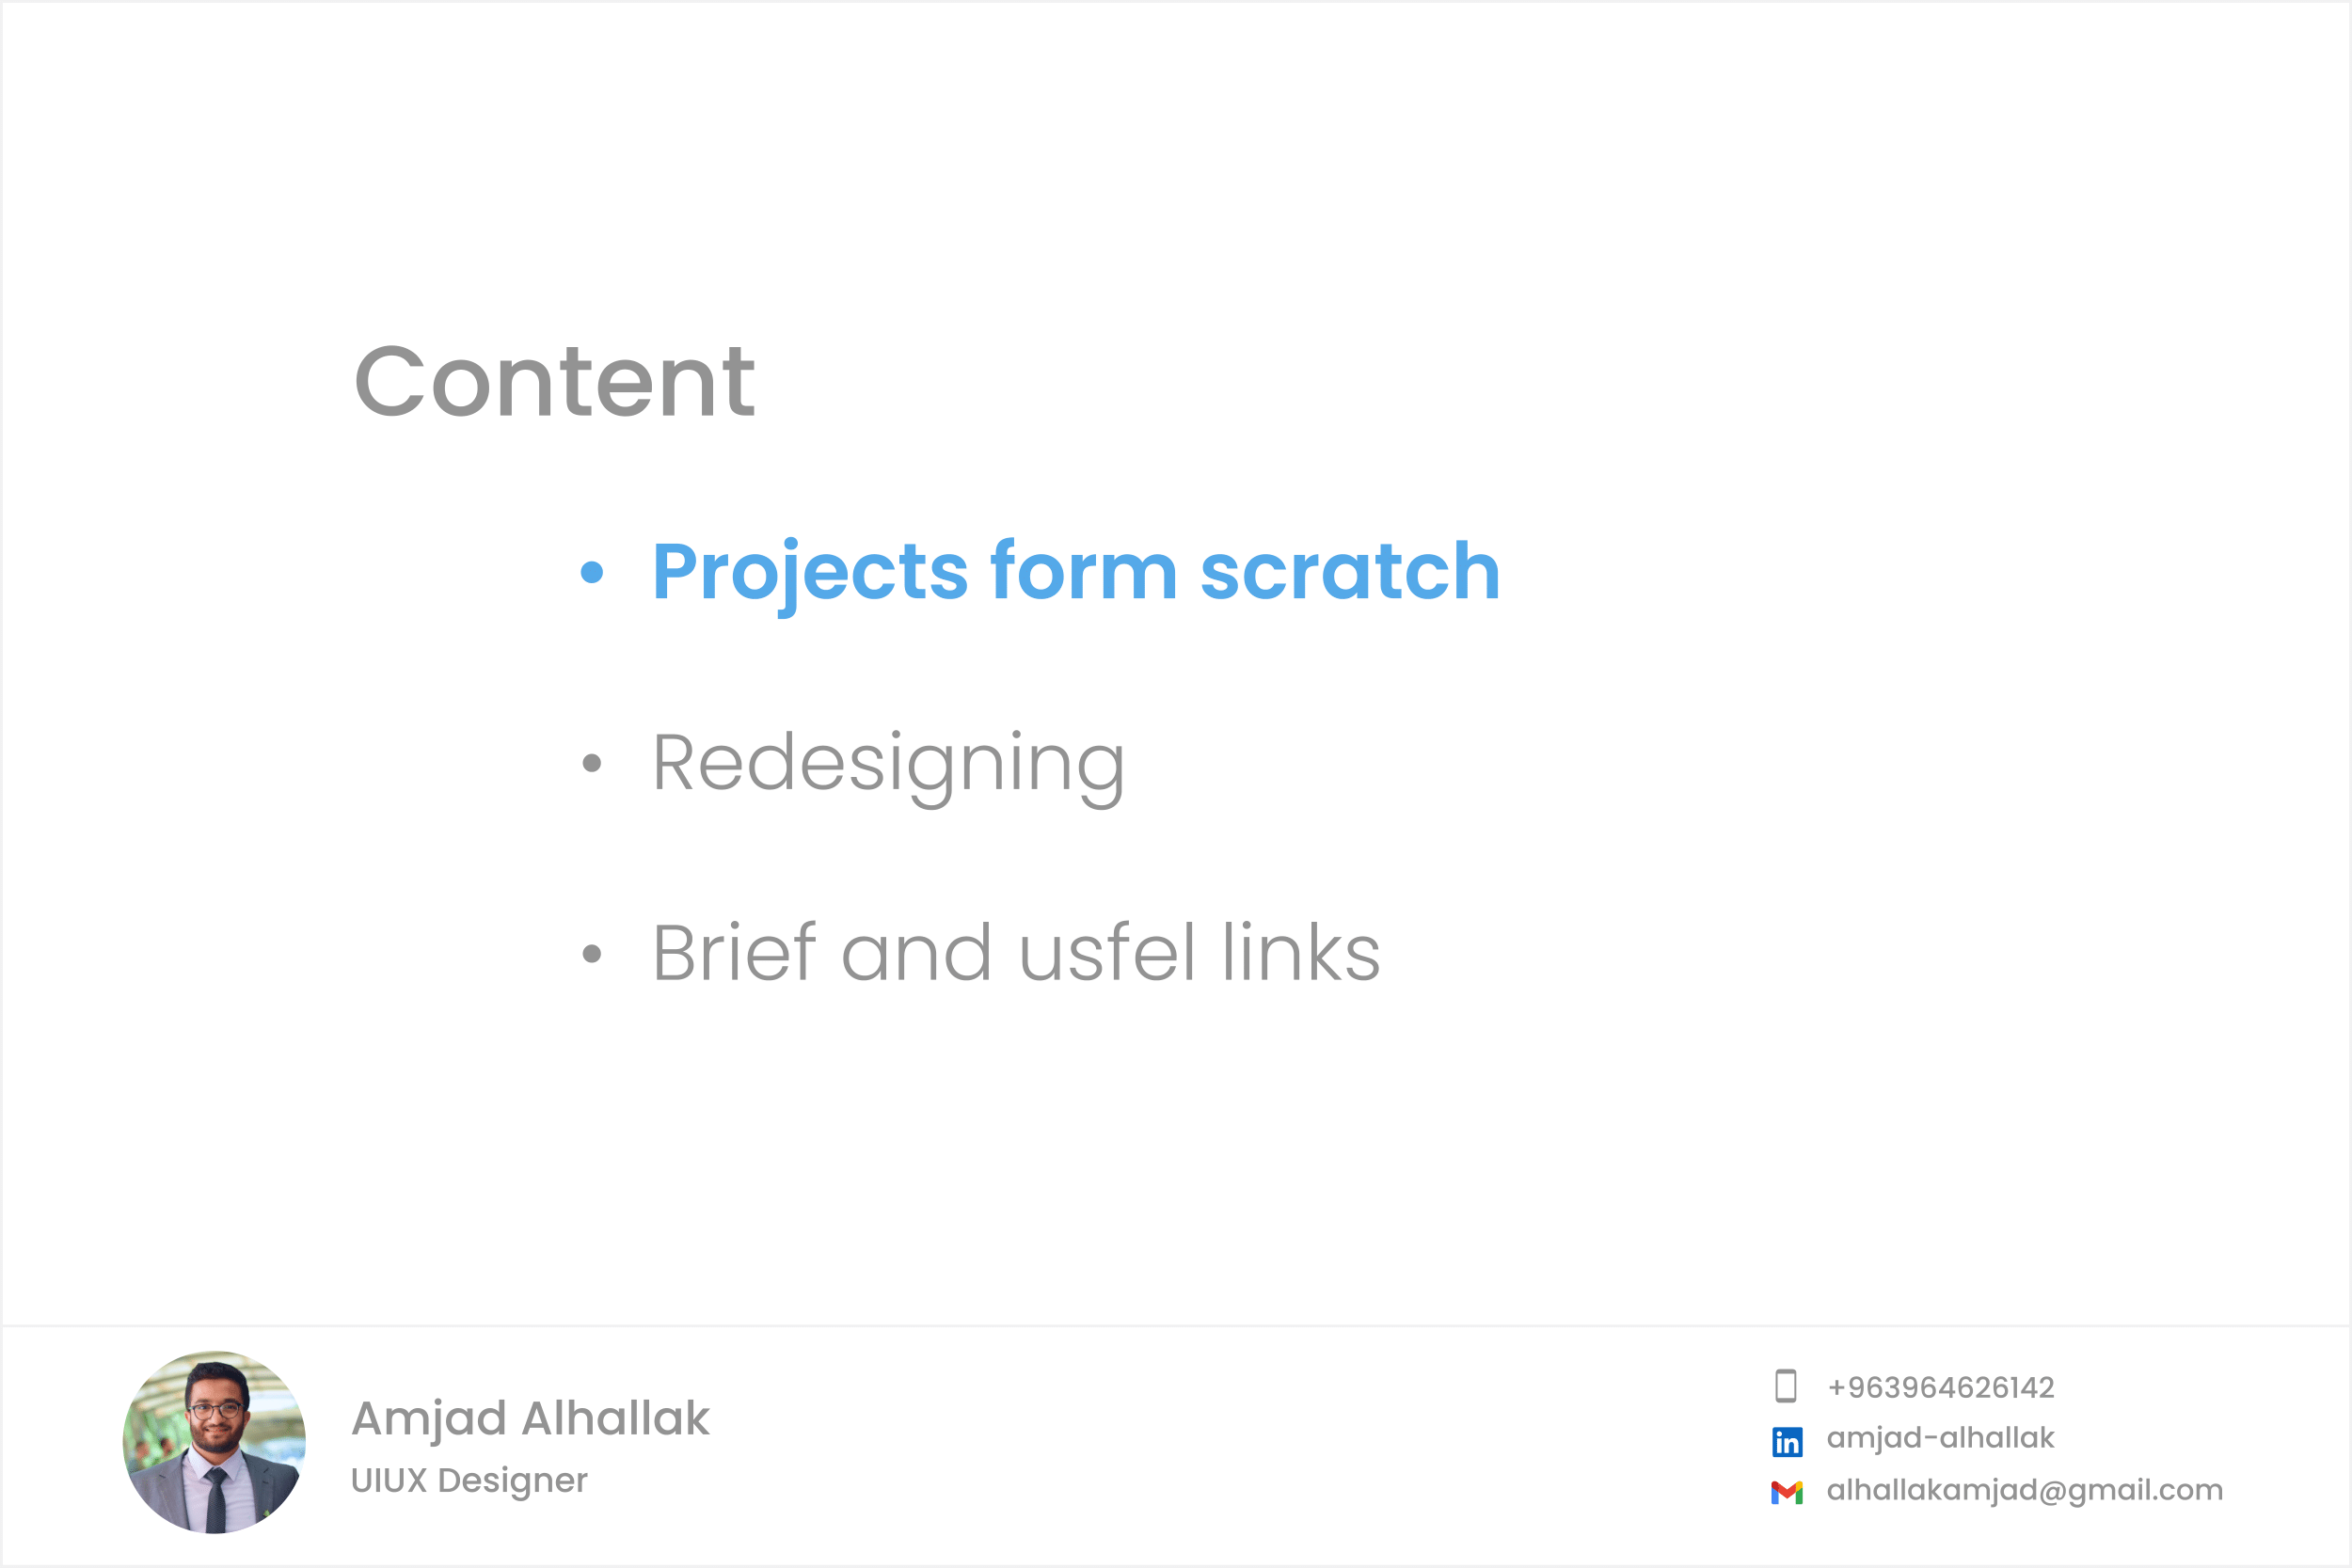 Content
• Projects form scratch
• Redesigning
• Brief and usfel links
Amjad Alhallak
UIUX Designer
+963964626142
in
amjad-alhallak
alhallakamjad@gmail.com